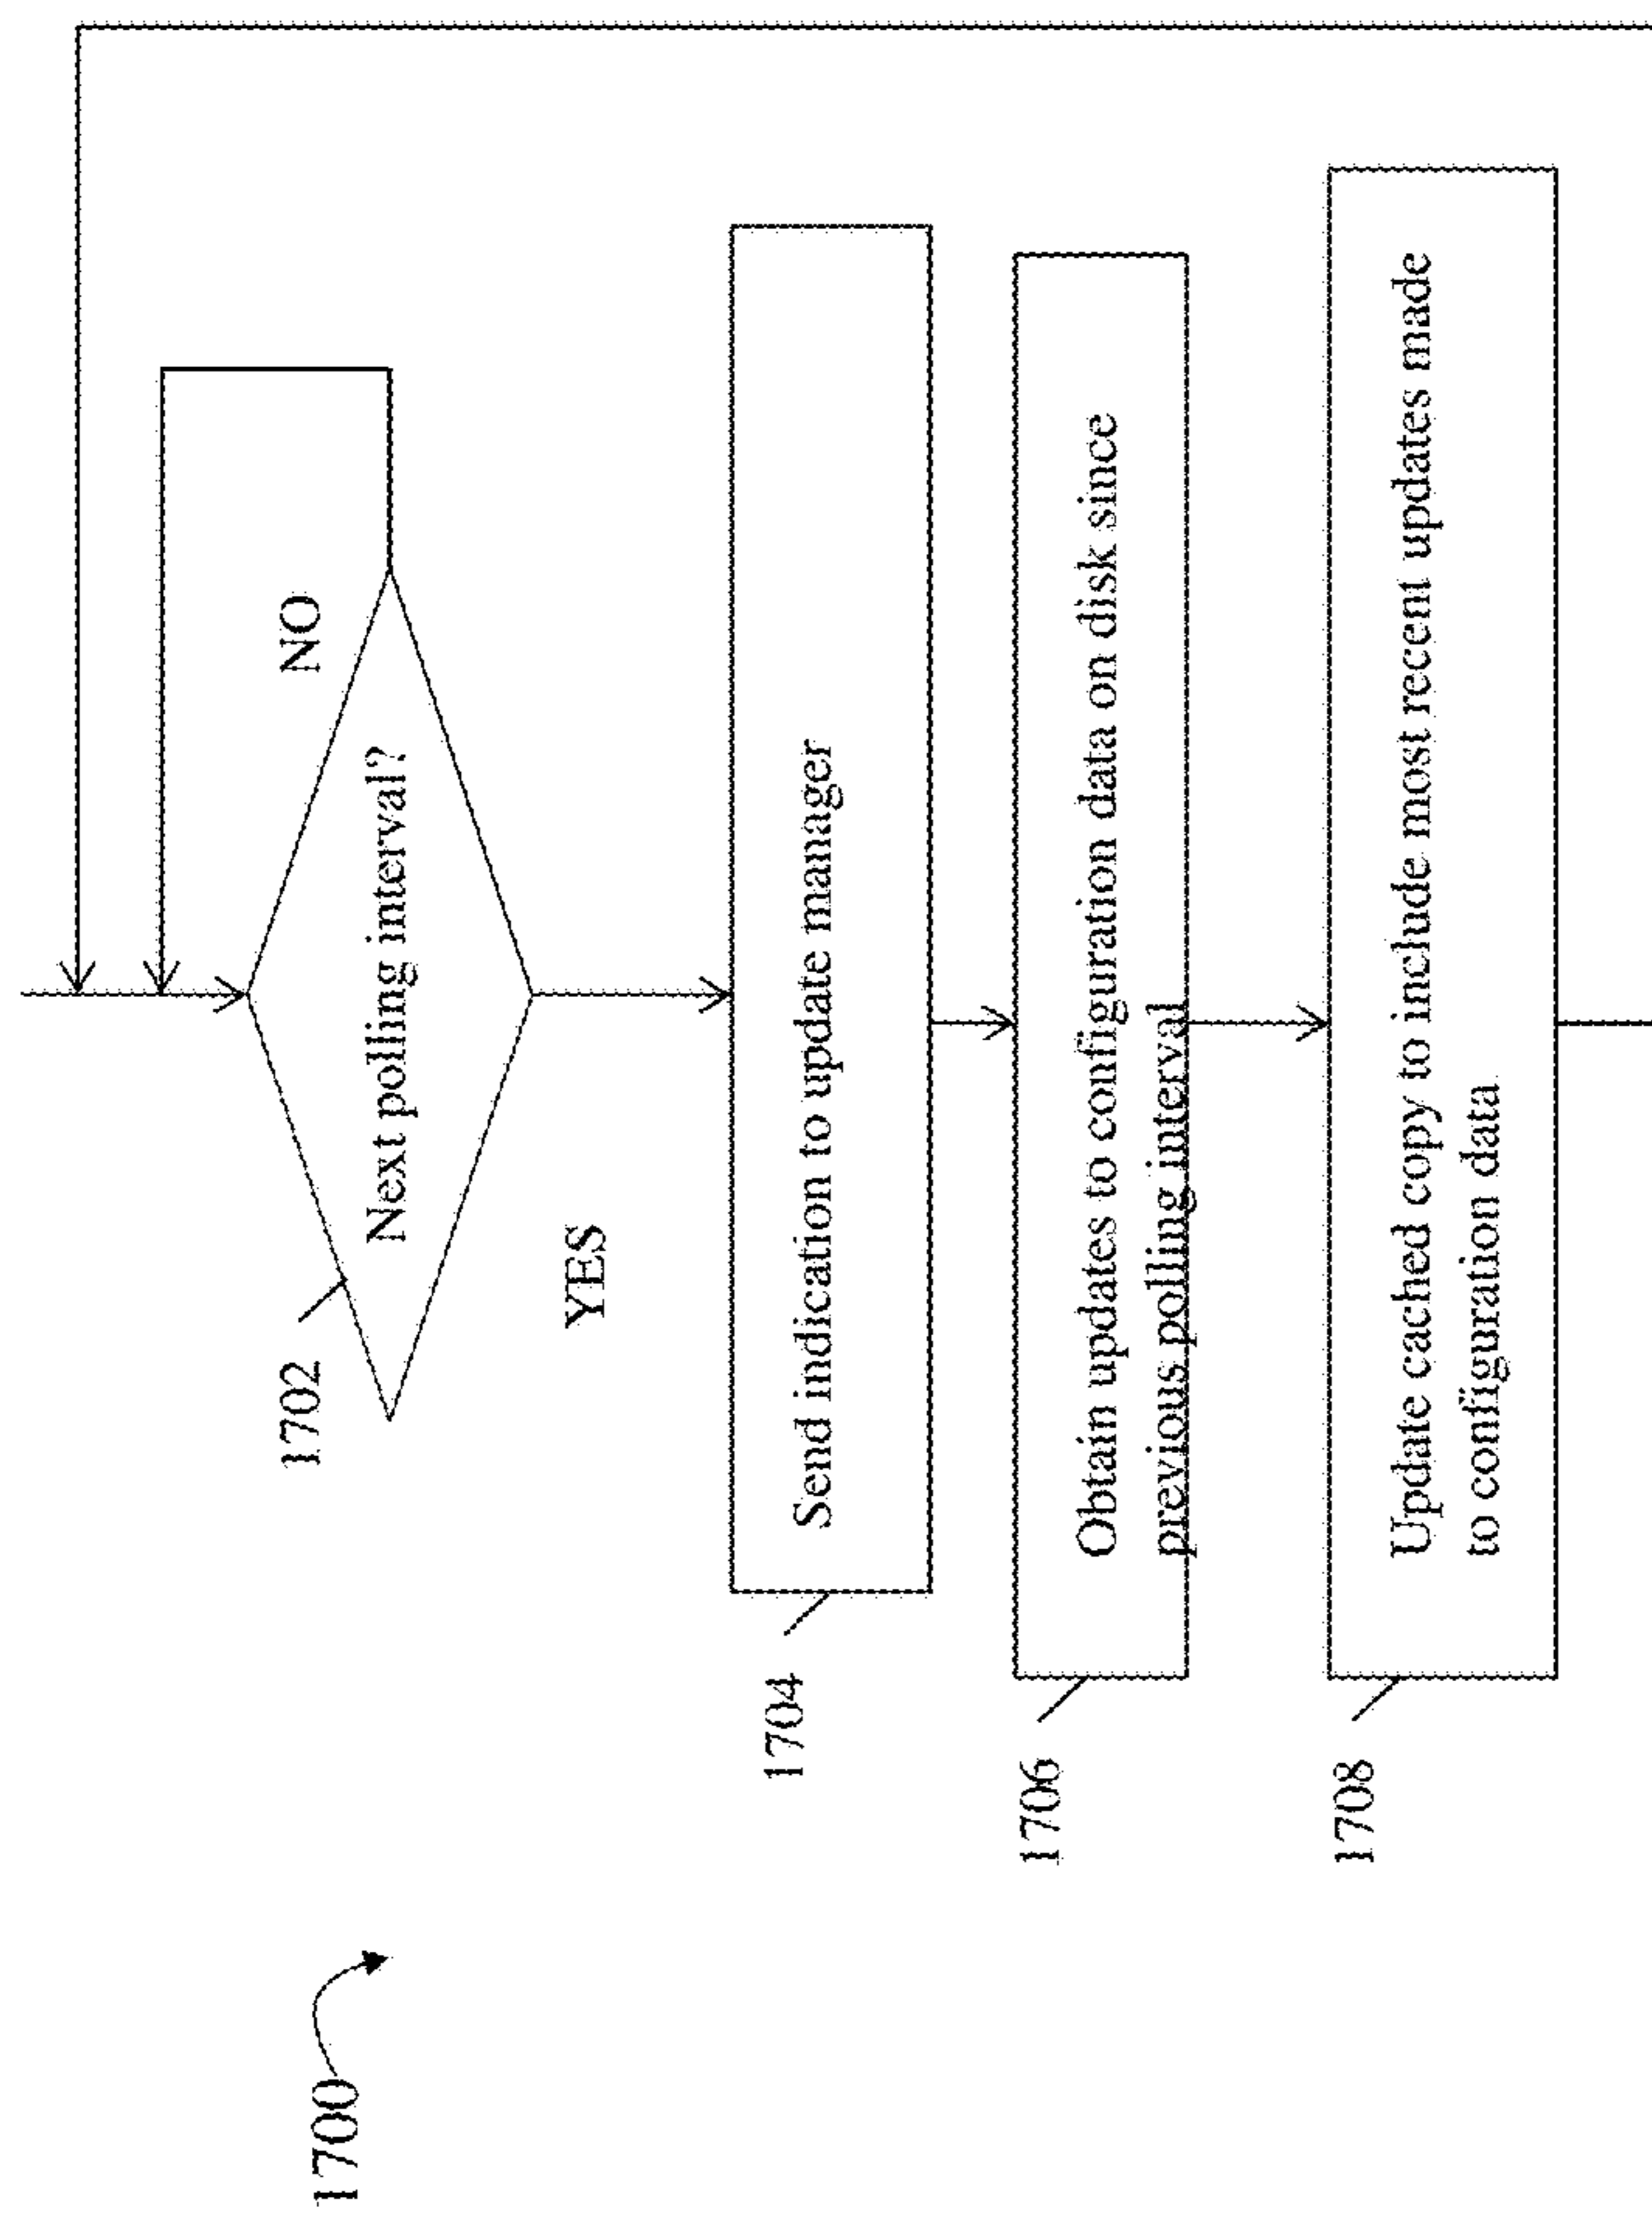 1700
1702
Next polling interval?
NO
YES
1704
Send indication to update manager
1706
Obtain updates to configuration data on disk since
previous polling interval
1708
Update cached copy to include most recent updates made
to configuration data